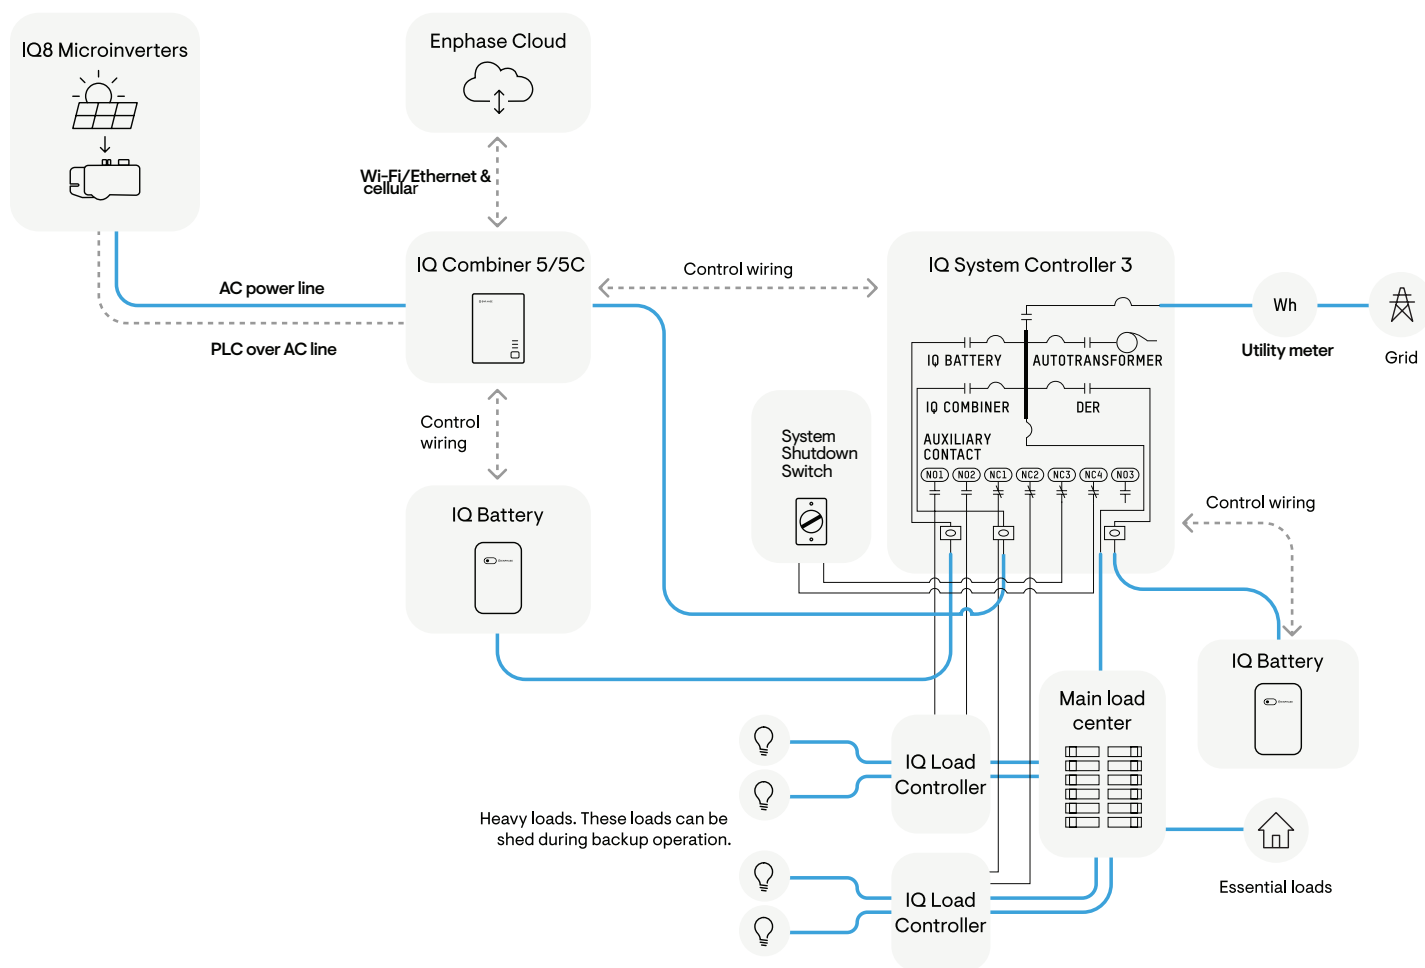 IQ8 Microinverters
Enphase Cloud
Wi-Fi/Ethernet &
cellular
IQ Combiner 5/5C
Control wiring
IQ System Controller 3
AC power line
PLC over AC line
Wh
Utility meter
Grid
IQ BATTERY
AUTOTRANSFORMER
IQ COMBINER
DER
AUXILIARY
CONTACT
NO1
NO2
NC1
NC2
NC3
NC4
NO3
Control
wiring
System
Shutdown
Switch
IQ Battery
Control wiring
IQ Battery
Main load
center
IQ Load
Controller
Heavy loads. These loads can be
shed during backup operation.
IQ Load
Controller
Essential loads